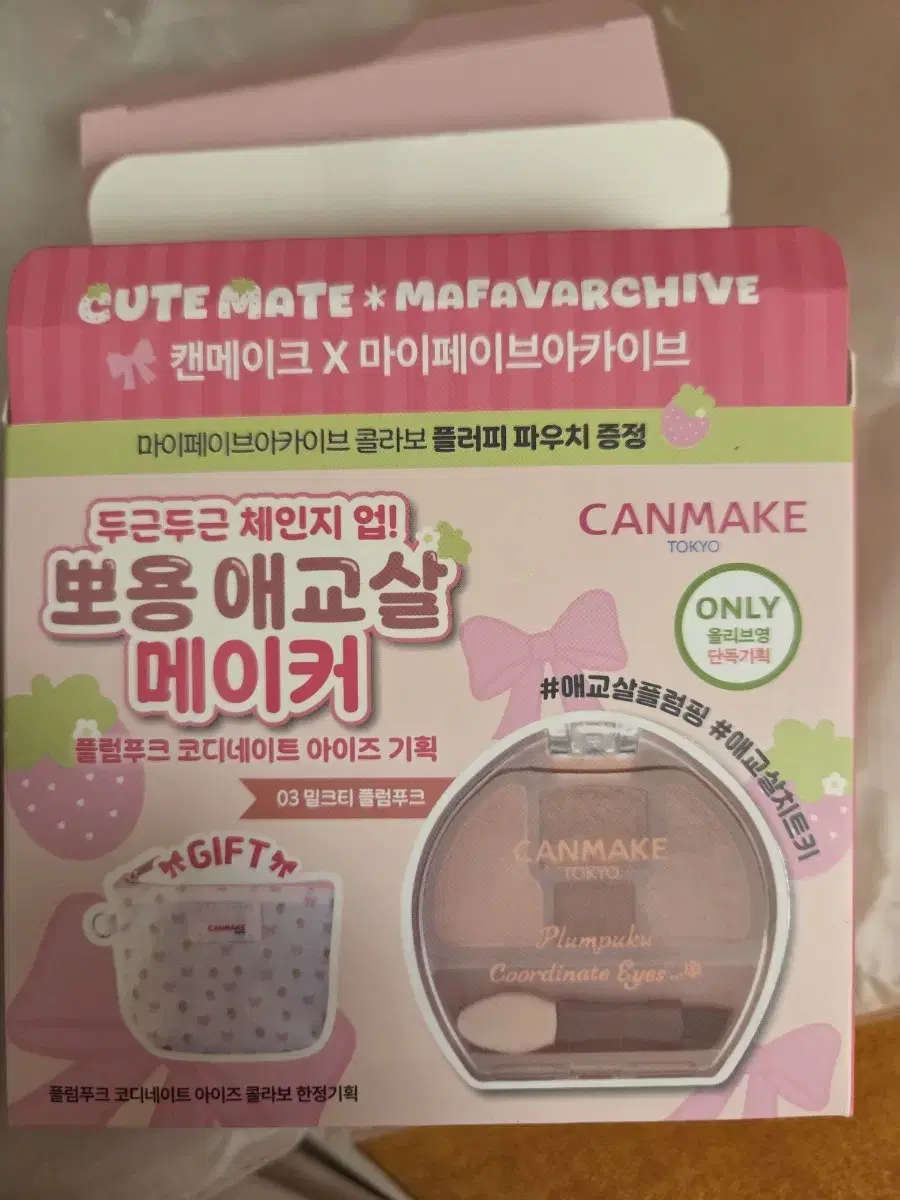 CUTE MATE * MAFAVARCHIVE
캔메이크 X 마이페이브아카이브
마이페이브아카이브 콜라보 플러피 파우치 증정
두근두근 체인지 업!
뽀용 애교살
메이커
플럼푸크 코디네이트 아이즈 기획
03 밀크티 플럼푸크
CANMAKE
TOKYO
ONLY
올리브영
단독기획
#애교살플럼핑 #애교살치트키
GIFT
CANMAKE
CANMAKE
TOKYO
Plumpuku
Coordinate Eyes...
플럼푸크 코디네이트 아이즈 콜라보 한정기획